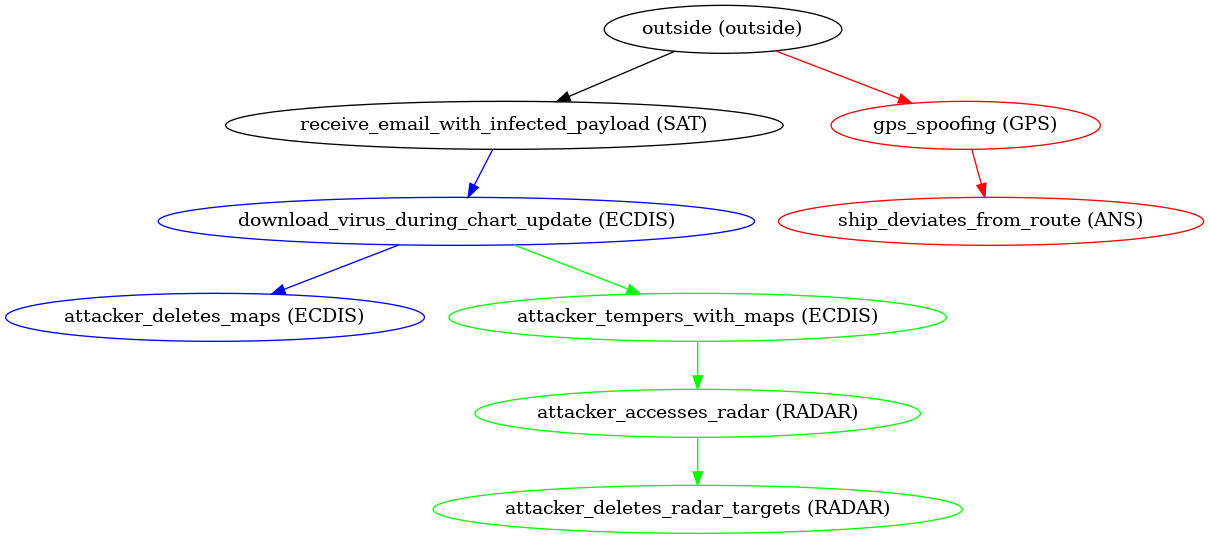 outside (outside)
receive_email_with_infected_payload (SAT)
gps_spoofing (GPS)
download_virus_during_chart_update (ECDIS)
ship_deviates_from_route (ANS)
attacker_deletes_maps (ECDIS)
attacker_tempers_with_maps (ECDIS)
attacker_accesses_radar (RADAR)
attacker_deletes_radar_targets (RADAR)